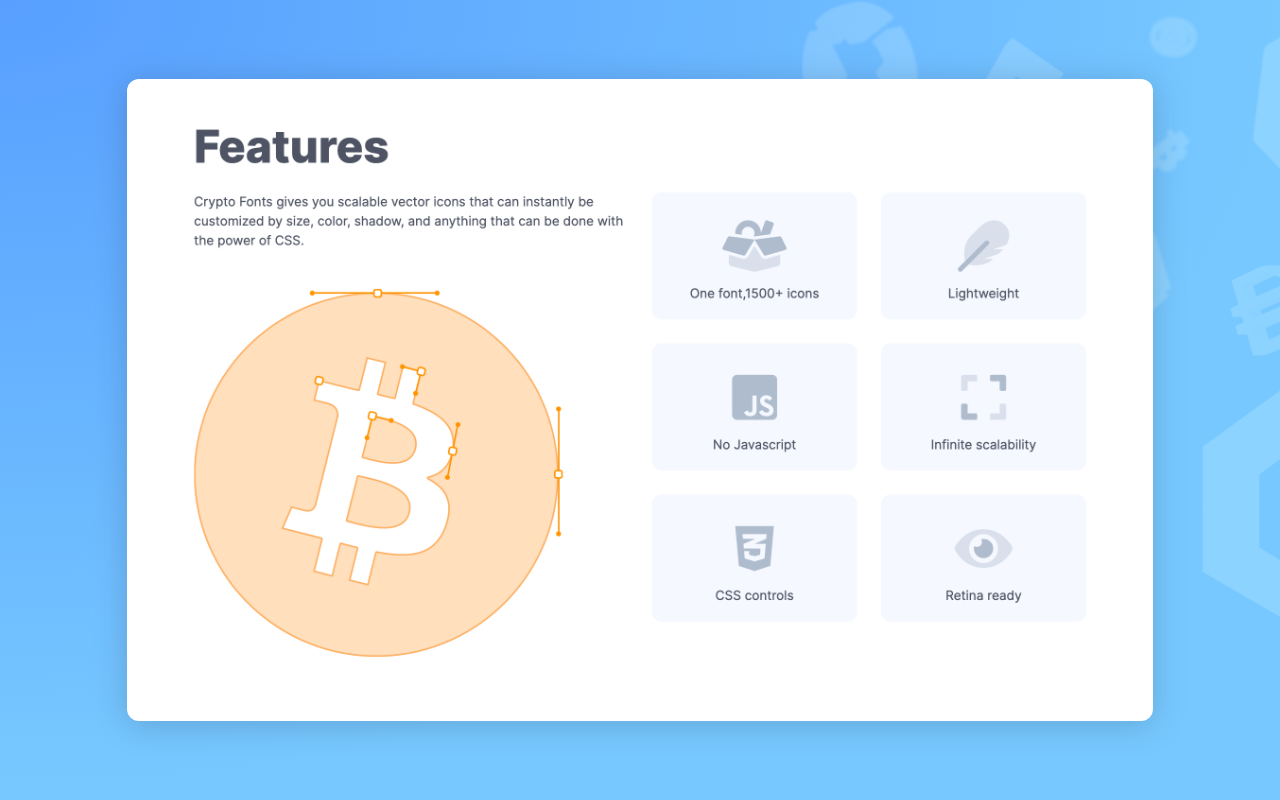 Features
Crypto Fonts gives you scalable vector icons that can instantly be
customized by size, color, shadow, and anything that can be done with
the power of CSS.
One font,1500+ icons
Lightweight
JS
No Javascript
Infinite scalability
CSS controls
Retina ready